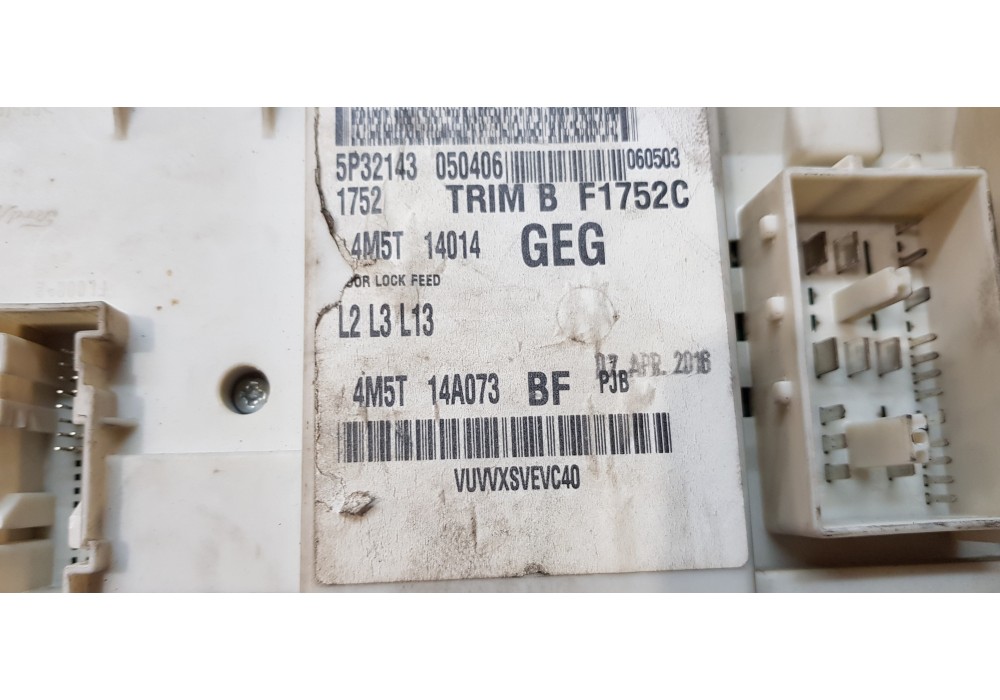 5P32143 050406 060503
1752 TRIM B F1752C
4M5T 14014 GEG
OOR LOCK FEED
L2 L3 L13
07 APR. 2016
4M5T 14A073 BF PJB
VUVVXSVEVC40